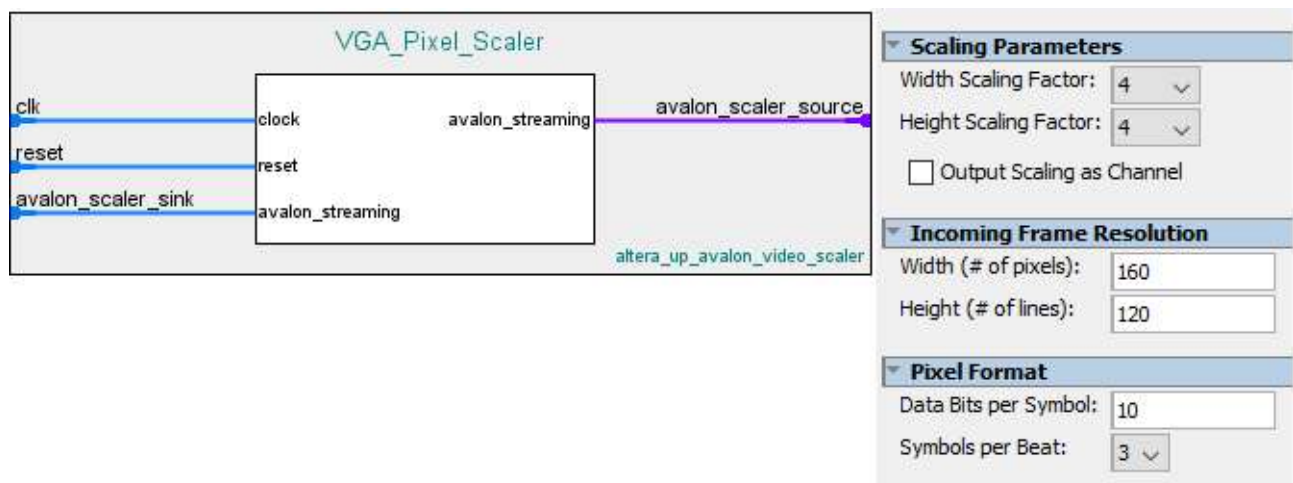 VGA_Pixel_Scaler
clk
clock
avalon_streaming
avalon_scaler_source
reset
reset
avalon_scaler_sink
avalon_streaming
altera_up_avalon_video_scaler
Scaling Parameters
Width Scaling Factor: 4
Height Scaling Factor: 4
Output Scaling as Channel
Incoming Frame Resolution
Width (# of pixels): 160
Height (# of lines): 120
Pixel Format
Data Bits per Symbol: 10
Symbols per Beat: 3